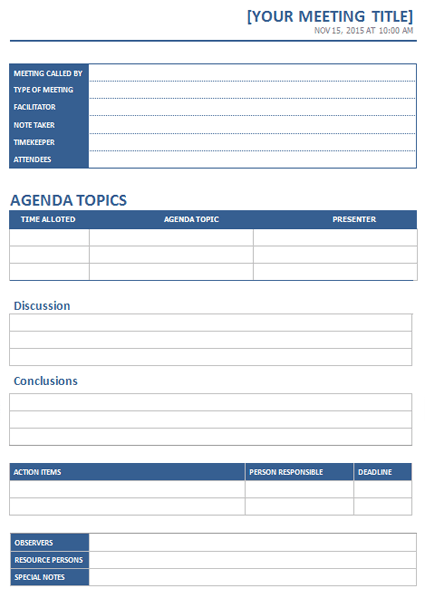 [YOUR MEETING TITLE]
NOV 15, 2015 AT 10:00 AM
MEETING CALLED BY
TYPE OF MEETING
FACILITATOR
NOTE TAKER
TIMEKEEPER
ATTENDEES
AGENDA TOPICS
TIME ALLOTED AGENDA TOPIC PRESENTER
Discussion
Conclusions
ACTION ITEMS PERSON RESPONSIBLE DEADLINE
OBSERVERS
RESOURCE PERSONS
SPECIAL NOTES